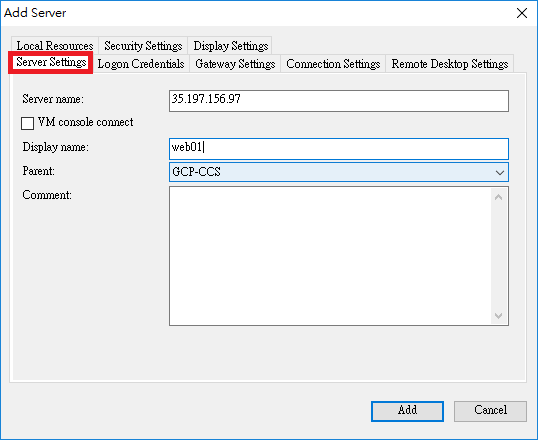 Add Server
Local Resources Security Settings Display Settings
Server Settings Logon Credentials Gateway Settings Connection Settings Remote Desktop Settings
Server name: 35.197.156.97
VM console connect
Display name: web01
Parent: GCP-CCS
Comment:
Add Cancel